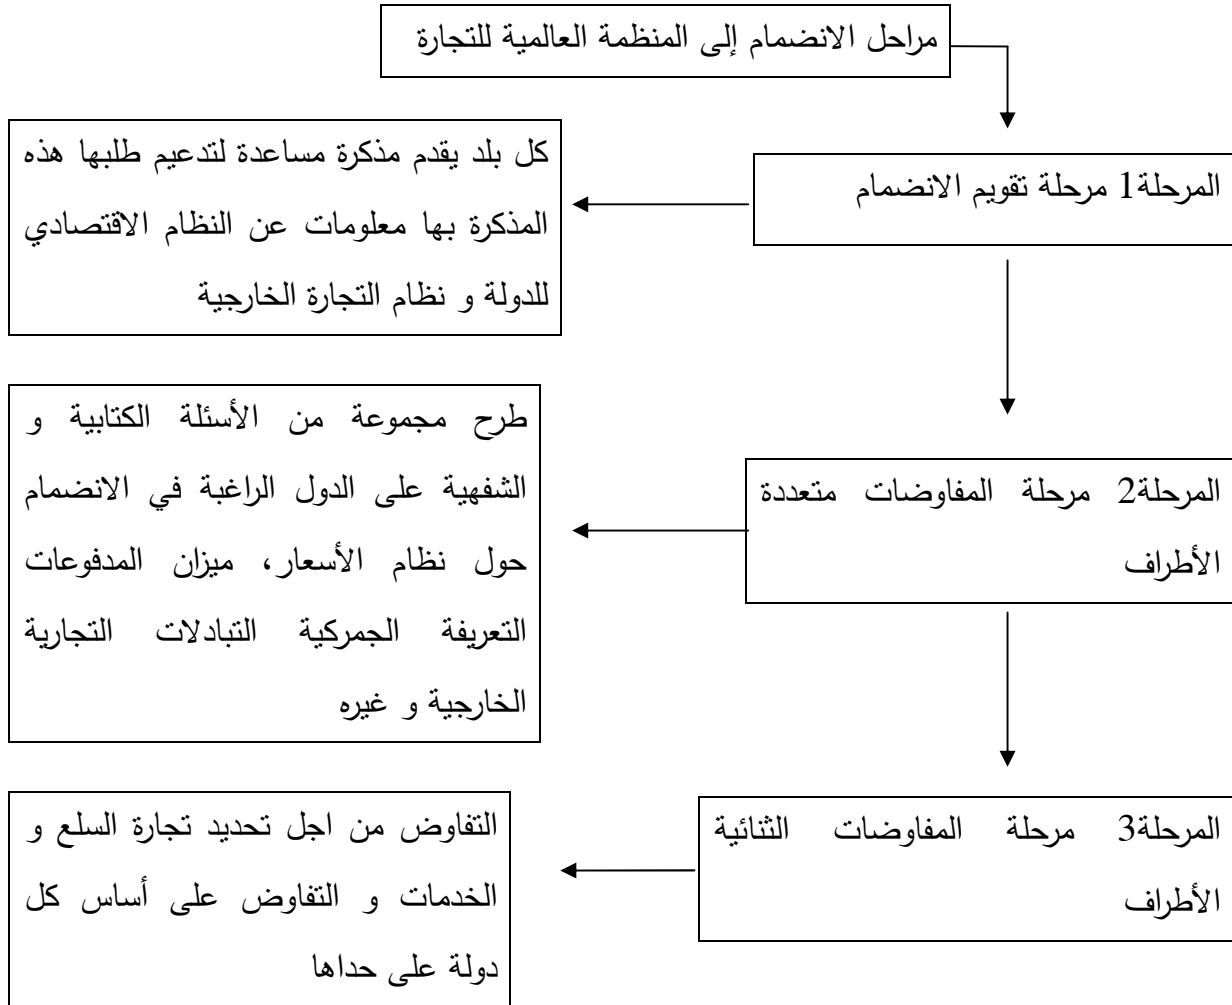 مراحل الانضمام إلى المنظمة العالمية للتجارة
المرحلة1 مرحلة تقويم الانضمام
كل بلد يقدم مذكرة مساعدة لتدعيم طلبها هذه
المذكرة بها معلومات عن النظام الاقتصادي
للدولة و نظام التجارة الخارجية
المرحلة2 مرحلة المفاوضات متعددة
الأطراف
طرح مجموعة من الأسئلة الكتابية و
الشفهية على الدول الراغبة في الانضمام
حول نظام الأسعار، ميزان المدفوعات
التعريفة الجمركية التبادلات التجارية
الخارجية و غيره
المرحلة3 مرحلة المفاوضات الثنائية
الأطراف
التفاوض من اجل تحديد تجارة السلع و
الخدمات و التفاوض على أساس كل
دولة على حداها